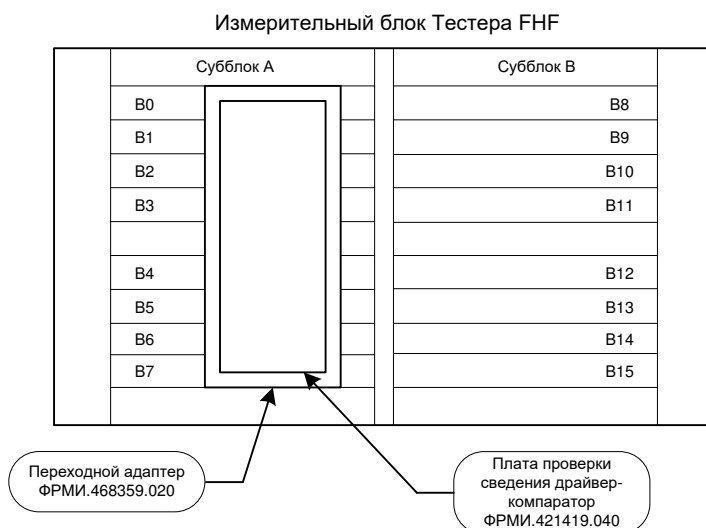 Измерительный блок Тестера FHF
Субблок А
Субблок В
B0
B8
B1
B9
B2
B10
B3
B11
B4
B12
B5
B13
B6
B14
B7
B15
Переходной адаптер
ФРМИ.468359.020
Плата проверки
сведения драйвер-
компаратор
ФРМИ.421419.040